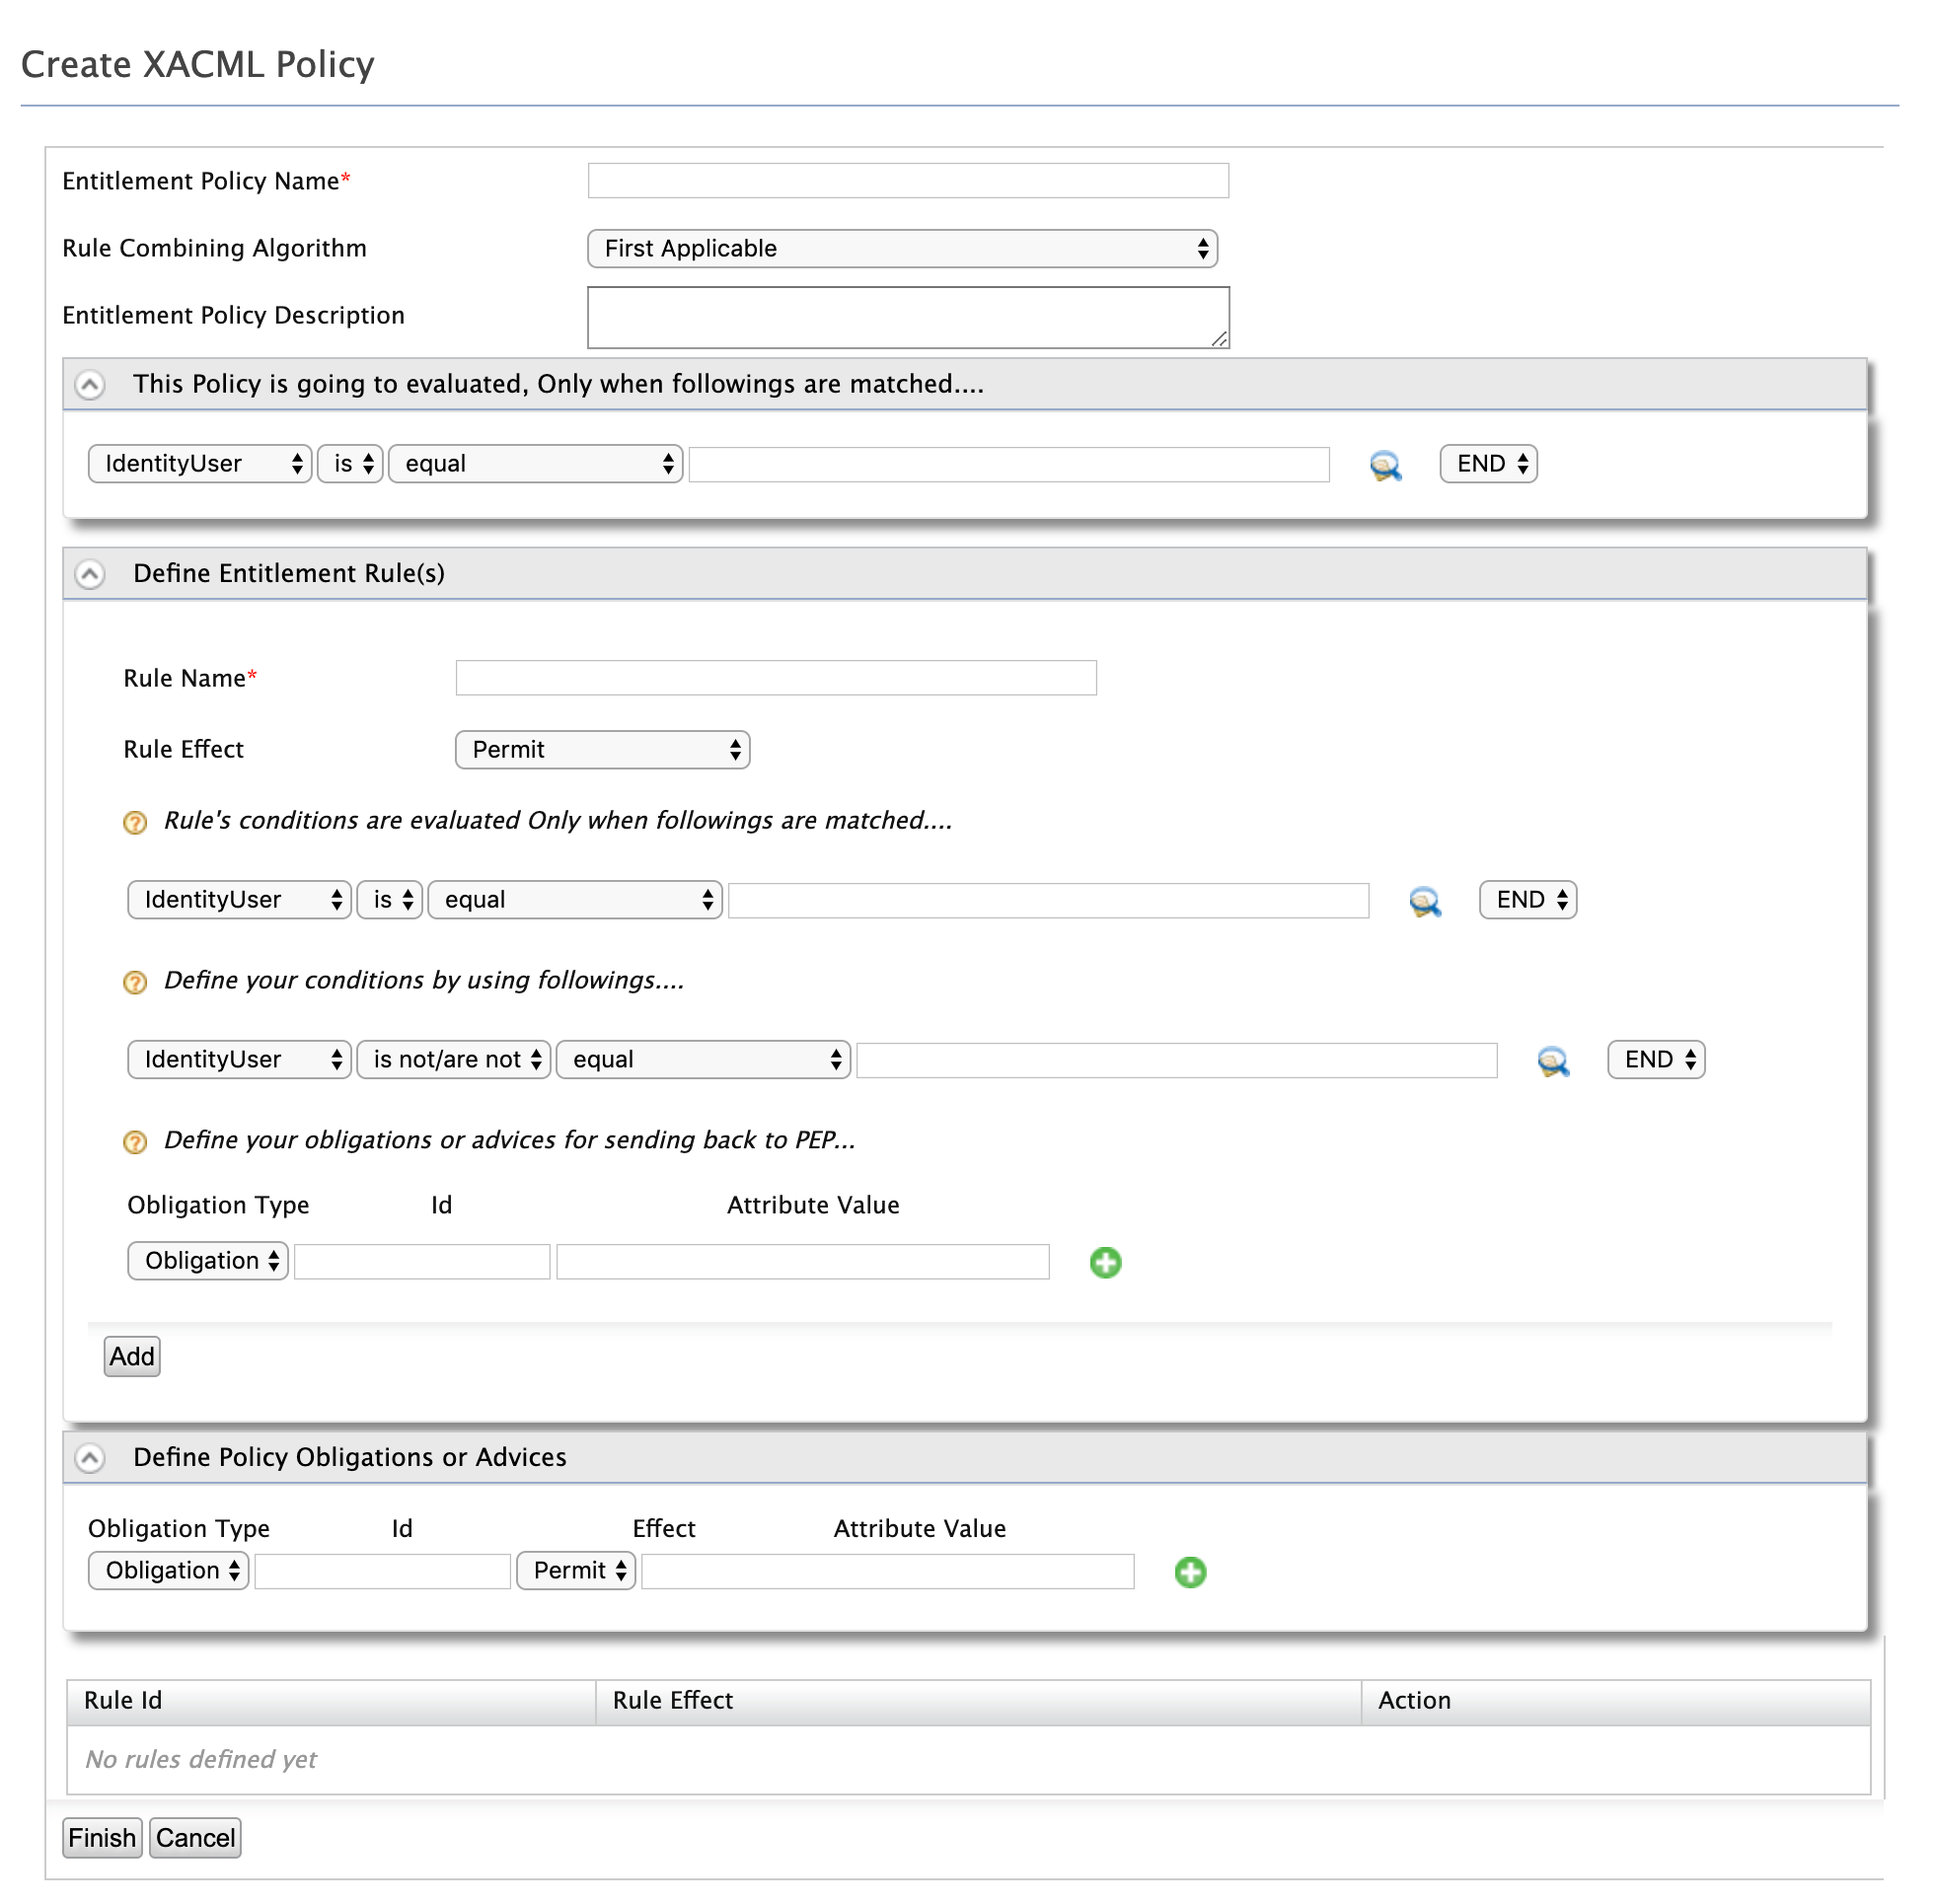 Create XACML Policy
Entitlement Policy Name*
Rule Combining Algorithm First Applicable
Entitlement Policy Description
This Policy is going to evaluated, Only when followings are matched....
IdentityUser is equal END
Define Entitlement Rule(s)
Rule Name*
Rule Effect Permit
? Rule's conditions are evaluated Only when followings are matched....
IdentityUser is equal END
? Define your conditions by using followings....
IdentityUser is not/are not equal END
? Define your obligations or advices for sending back to PEP...
Obligation Type Id Attribute Value
Obligation
Add
Define Policy Obligations or Advices
Obligation Type Id Effect Attribute Value
Obligation Permit
Rule Id Rule Effect Action
No rules defined yet
Finish Cancel